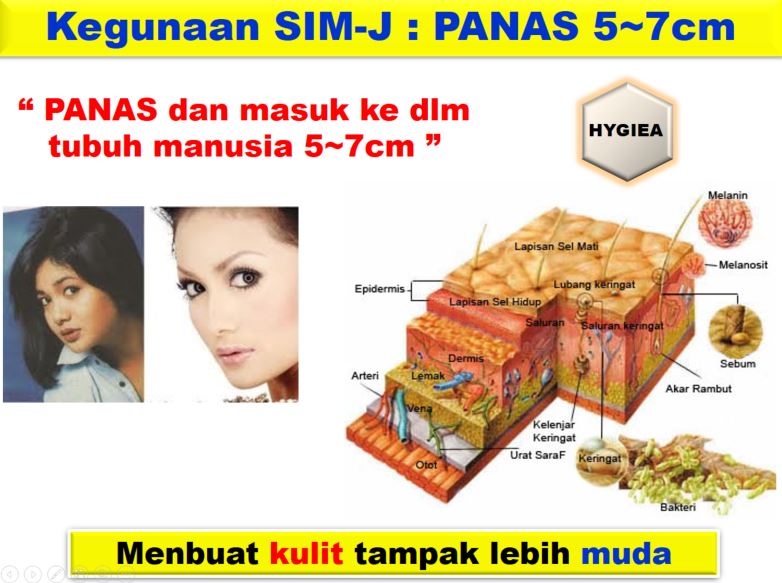 Kegunaan SIM-J : PANAS 5~7cm
“ PANAS dan masuk ke dlm
tubuh manusia 5~7cm ”
HYGIEA
Melanin
Lapisan Sel Mati
Melanosit
Epidermis
Lubang keringat
Lapisan Sel Hidup
Saluran
Saluran keringat
Dermis
Sebum
Arteri
Lemak
Akar Rambut
Vena
Kelenjar
Keringat
Urat SaraF
Keringat
Otot
Bakteri
Menbuat kulit tampak lebih muda